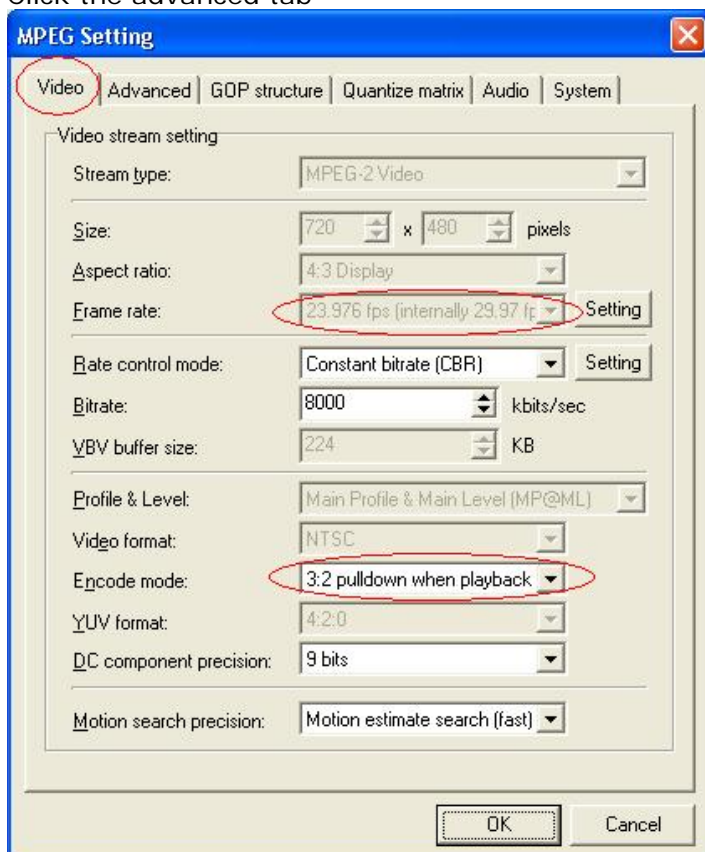 Click the advanced tab
MPEG Setting
Video Advanced GOP structure Quantize matrix Audio System
Video stream setting
Stream type: MPEG-2 Video
Size: 720 x 480 pixels
Aspect ratio: 4:3 Display
Frame rate: 23.976 fps (internally 29.97 fp Setting
Rate control mode: Constant bitrate (CBR) Setting
Bitrate: 8000 kbits/sec
VBV buffer size: 224 KB
Profile & Level: Main Profile & Main Level (MP@ML)
Video format: NTSC
Encode mode: 3:2 pulldown when playback
YUV format: 4:2:0
DC component precision: 9 bits
Motion search precision: Motion estimate search (fast)
OK Cancel